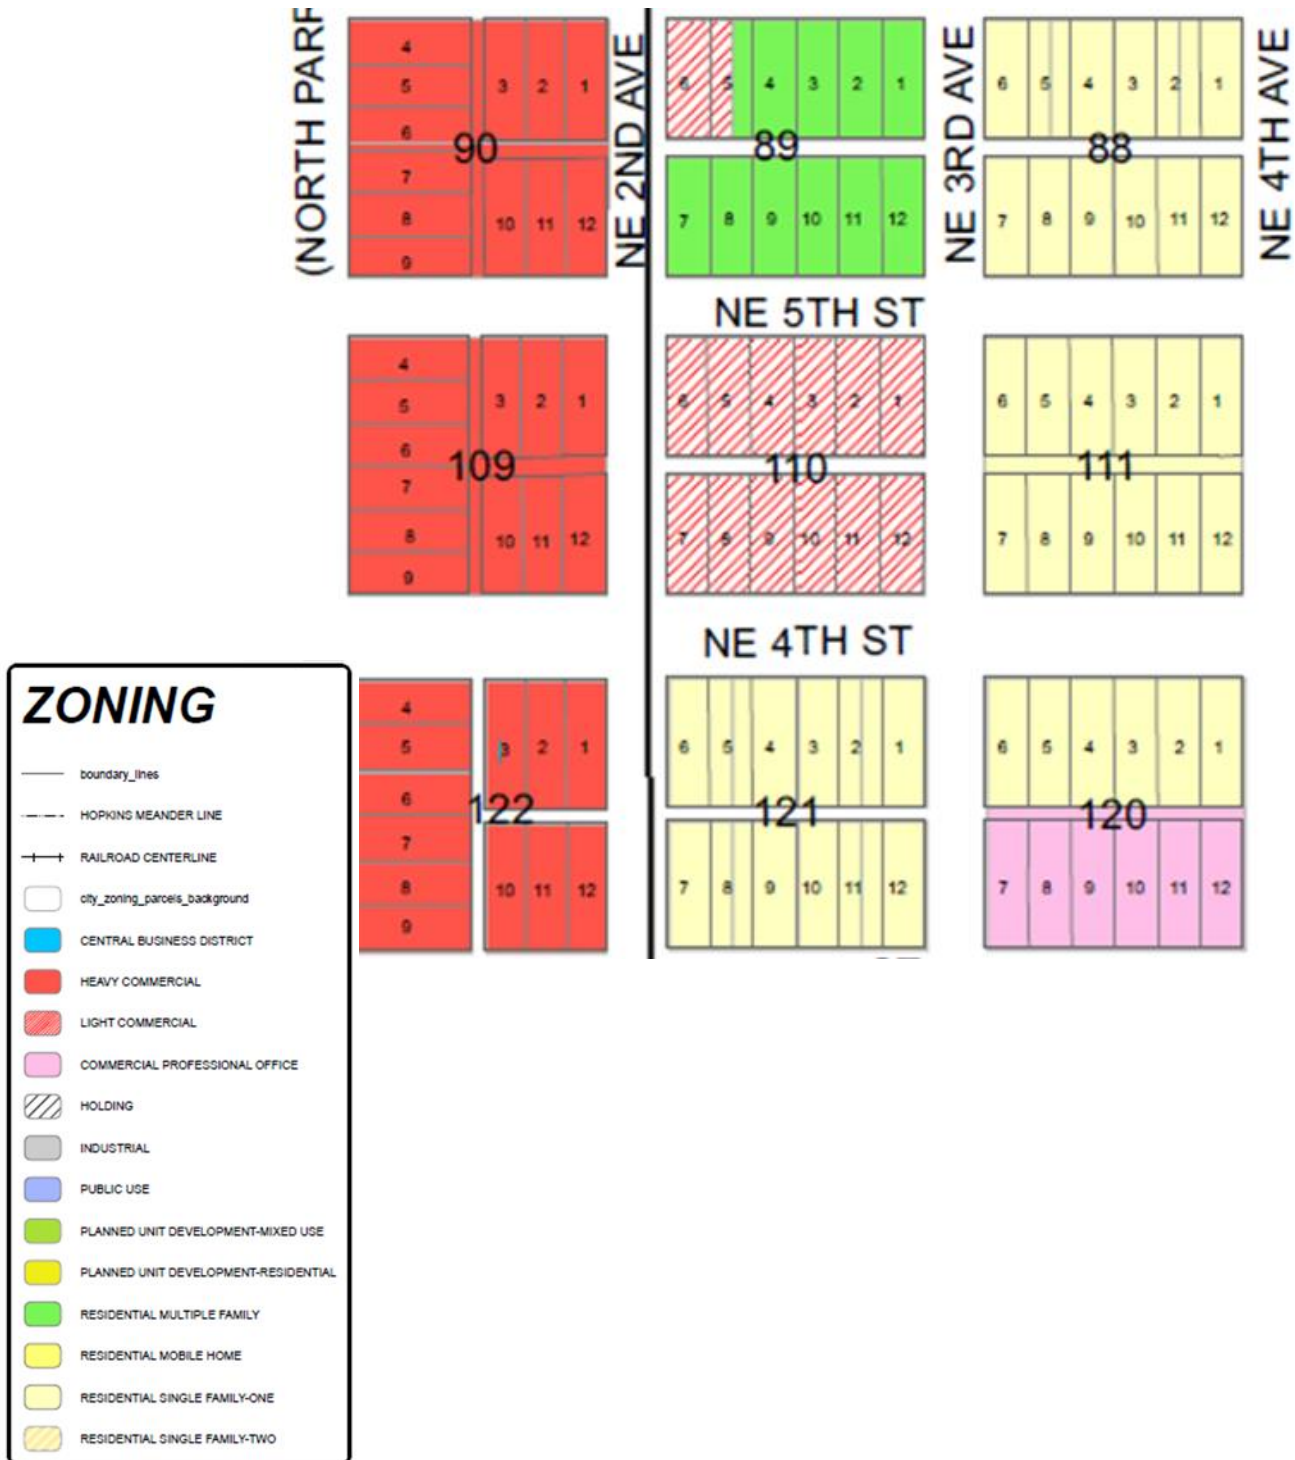 (NORTH PARK
NE 2ND AVE
NE 3RD AVE
NE 4TH AVE
4
5
6
7
8
9
3 2 1
10 11 12
90
6 5 4 3 2 1
7 8 9 10 11 12
89
6 5 4 3 2 1
7 8 9 10 11 12
88
NE 5TH ST
4
5
6
7
8
9
3 2 1
10 11 12
109
6 5 4 3 2 1
7 8 9 10 11 12
110
6 5 4 3 2 1
7 8 9 10 11 12
111
NE 4TH ST
4
5
6
7
8
9
3 2 1
10 11 12
122
6 5 4 3 2 1
7 8 9 10 11 12
121
6 5 4 3 2 1
7 8 9 10 11 12
120
ZONING
boundary_lines
HOPKINS MEANDER LINE
RAILROAD CENTERLINE
city_zoning_parcels_background
CENTRAL BUSINESS DISTRICT
HEAVY COMMERCIAL
LIGHT COMMERCIAL
COMMERCIAL PROFESSIONAL OFFICE
HOLDING
INDUSTRIAL
PUBLIC USE
PLANNED UNIT DEVELOPMENT-MIXED USE
PLANNED UNIT DEVELOPMENT-RESIDENTIAL
RESIDENTIAL MULTIPLE FAMILY
RESIDENTIAL MOBILE HOME
RESIDENTIAL SINGLE FAMILY-ONE
RESIDENTIAL SINGLE FAMILY-TWO